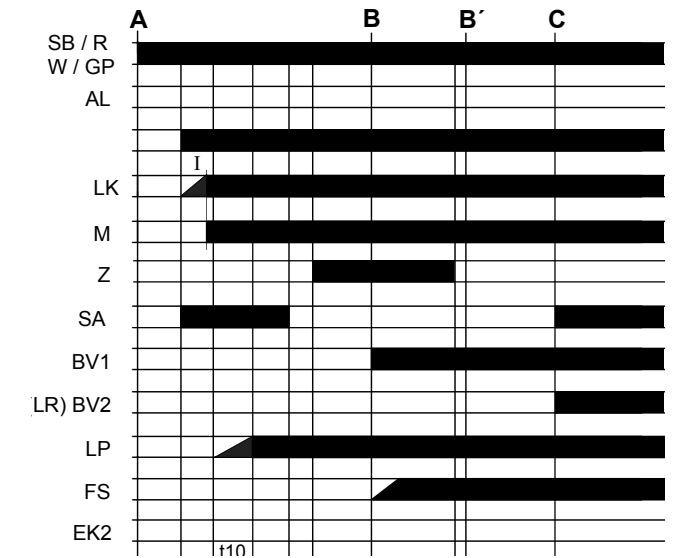 A B B´ C
SB / R
W / GP
AL
I
LK
M
Z
SA
BV1
LR) BV2
LP
FS
EK2
t10